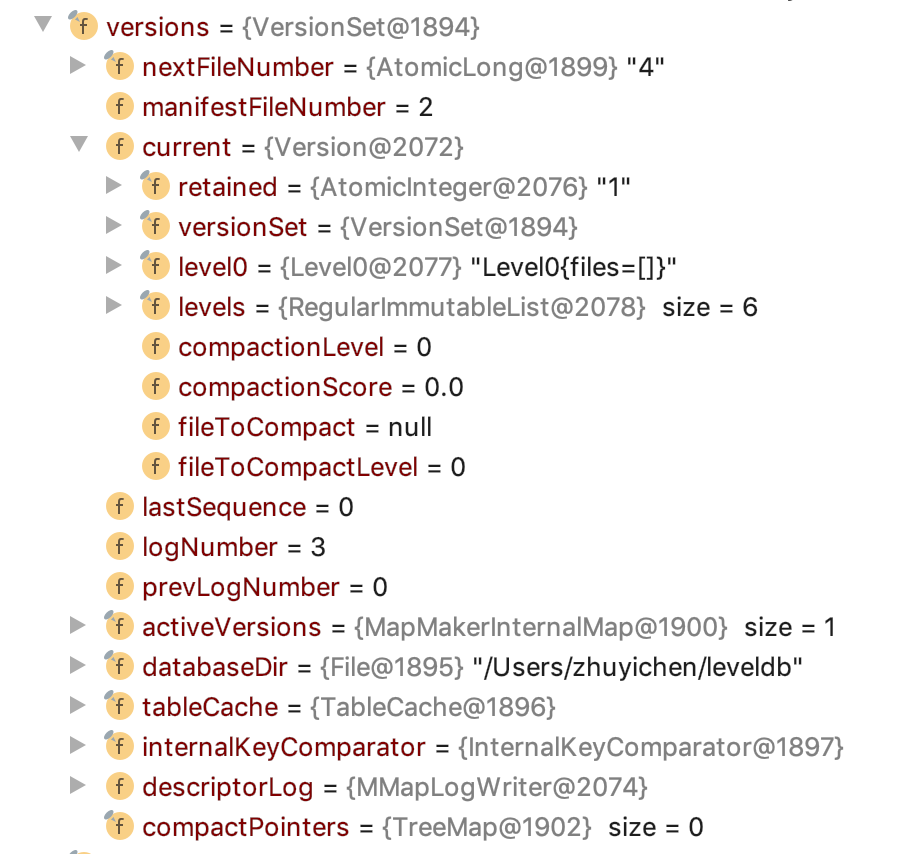 versions = {VersionSet@1894}
nextFileNumber = {AtomicLong@1899} "4"
manifestFileNumber = 2
current = {Version@2072}
retained = {AtomicInteger@2076} "1"
versionSet = {VersionSet@1894}
level0 = {Level0@2077} "Level0{files=[]}"
levels = {RegularImmutableList@2078} size = 6
compactionLevel = 0
compactionScore = 0.0
fileToCompact = null
fileToCompactLevel = 0
lastSequence = 0
logNumber = 3
prevLogNumber = 0
activeVersions = {MapMakerInternalMap@1900} size = 1
databaseDir = {File@1895} "/Users/zhuyichen/leveldb"
tableCache = {TableCache@1896}
internalKeyComparator = {InternalKeyComparator@1897}
descriptorLog = {MMapLogWriter@2074}
compactPointers = {TreeMap@1902} size = 0